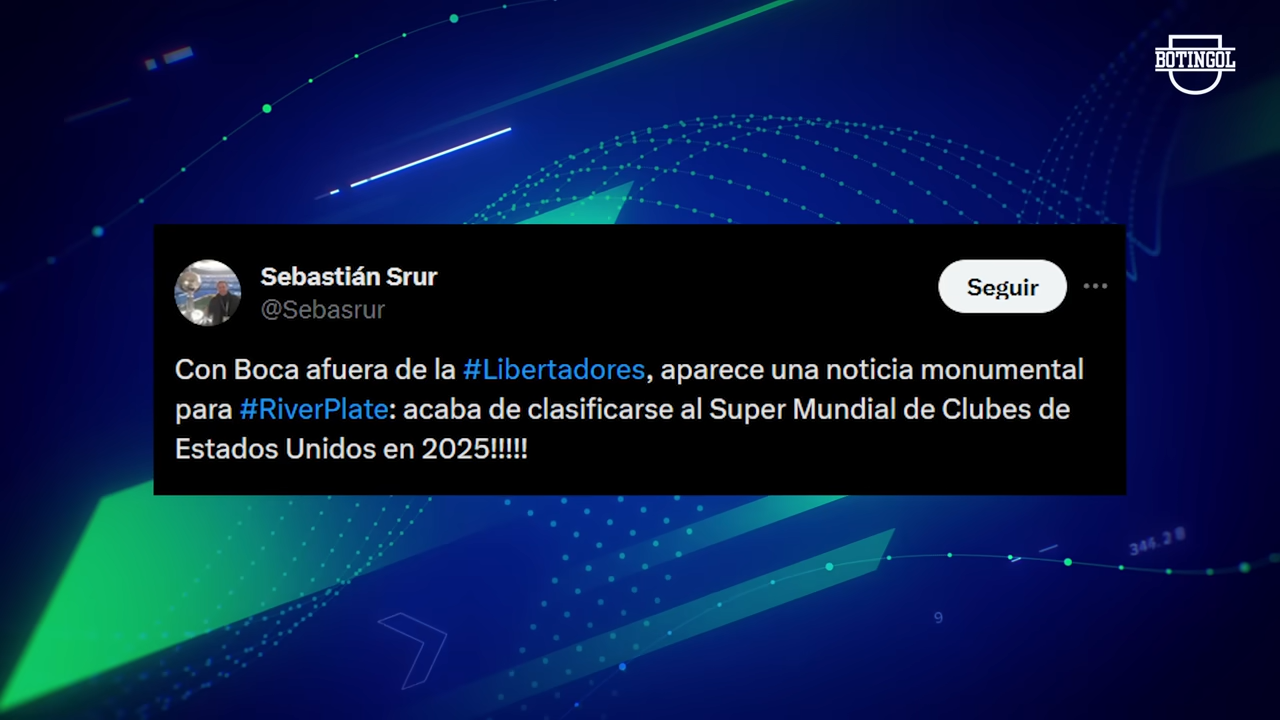 BOTINGOL
Sebastián Srur
@Sebasrur
Seguir
Con Boca afuera de la #Libertadores, aparece una noticia monumental
para #RiverPlate: acaba de clasificarse al Super Mundial de Clubes de
Estados Unidos en 2025!!!!!
9